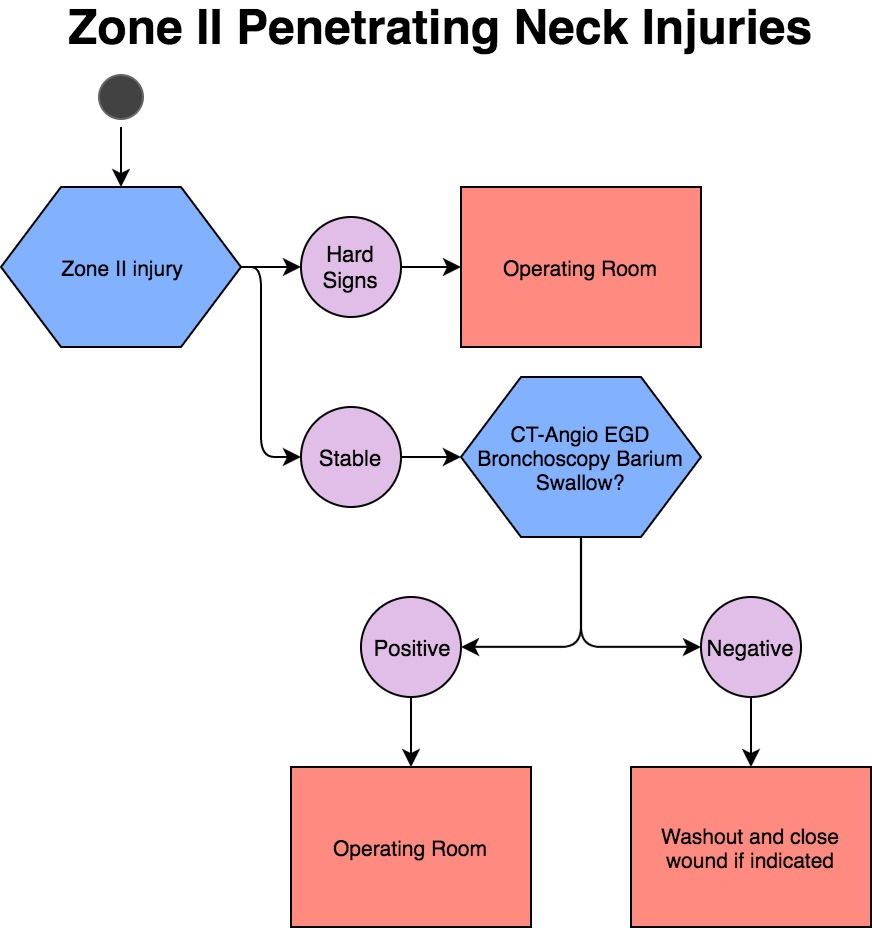 Zone II Penetrating Neck Injuries
Zone II injury
Hard
Signs
Operating Room
Stable
CT-Angio EGD
Bronchoscopy Barium
Swallow?
Positive
Negative
Operating Room
Washout and close
wound if indicated